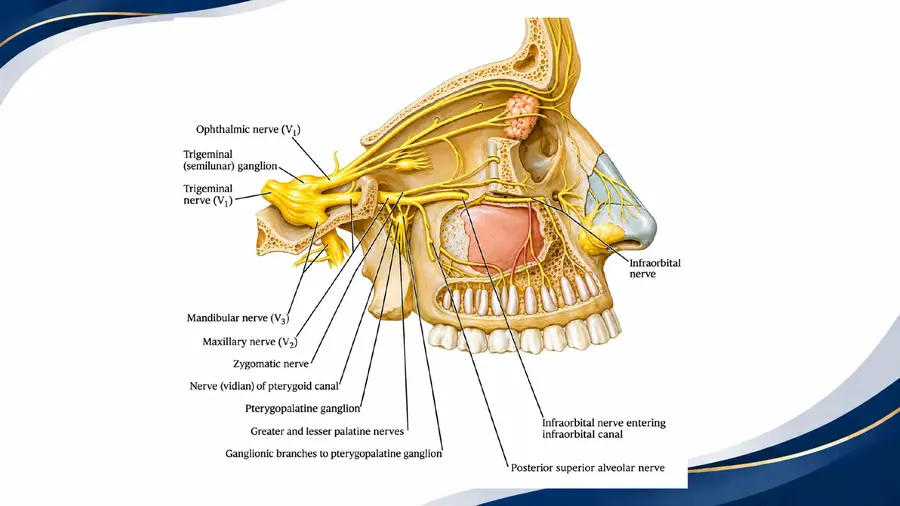 Ophthalmic nerve (V₁)
Trigeminal
(semilunar) ganglion
Trigeminal
nerve (V₁)
Mandibular nerve (V₃)
Maxillary nerve (V₂)
Zygomatic nerve
Nerve (vidian) of pterygoid canal
Pterygopalatine ganglion
Greater and lesser palatine nerves
Ganglionic branches to pterygopalatine ganglion
Infraorbital
nerve
Infraorbital nerve entering
infraorbital canal
Posterior superior alveolar nerve